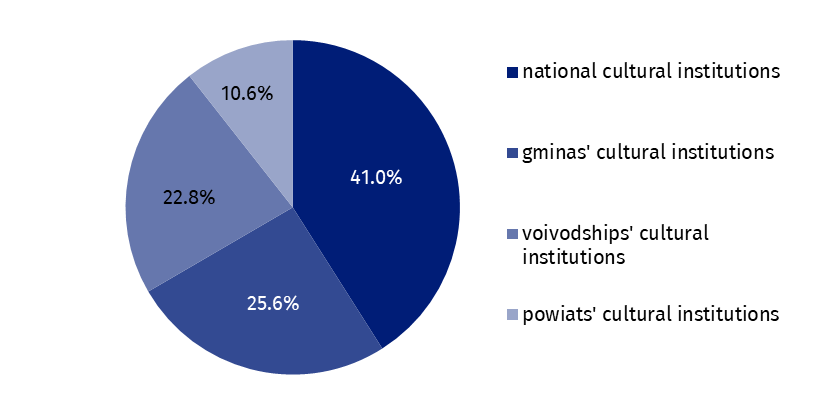 national cultural institutions
10.6%
gminas' cultural institutions
41.0%
22.8%
voivodships' cultural
institutions
25.6%
powiats' cultural institutions